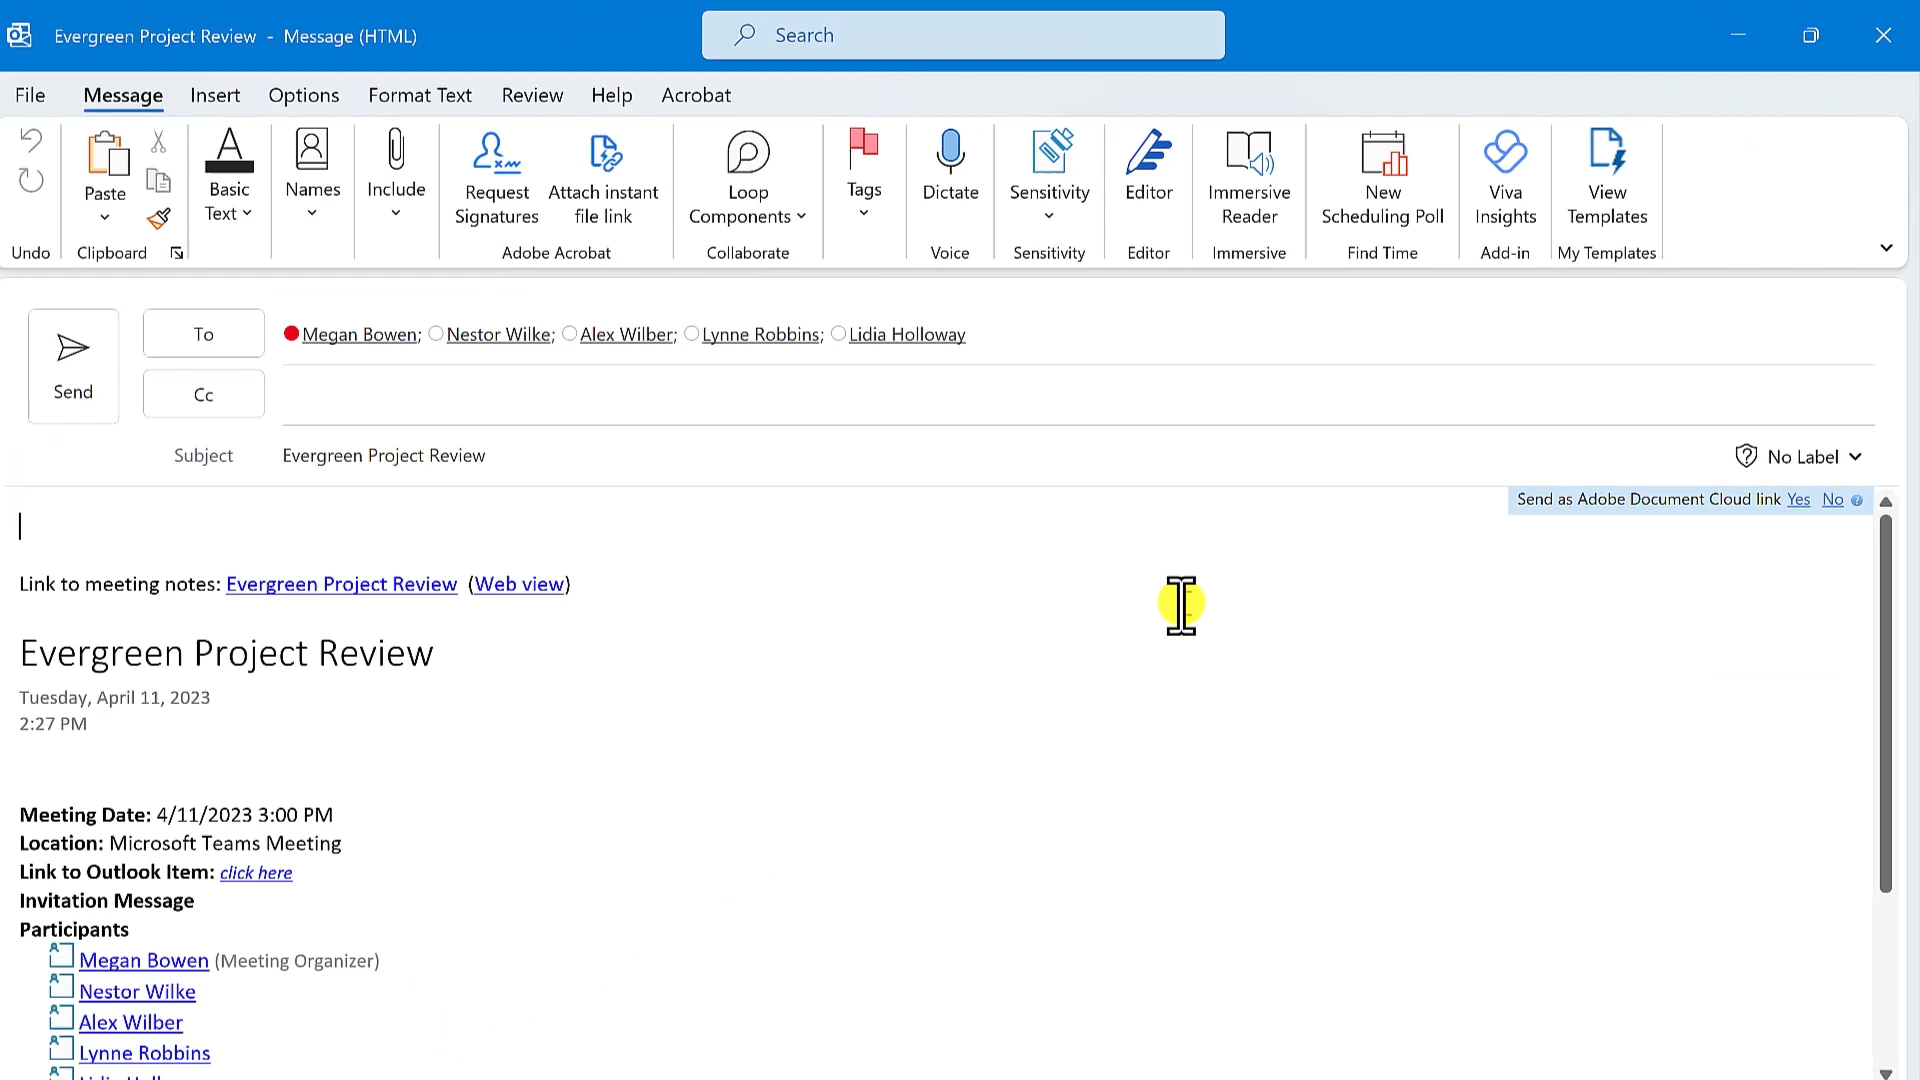 Evergreen Project Review - Message (HTML)
Search
File Message Insert Options Format Text Review Help Acrobat
Paste
Basic Text
Names
Include
Request Signatures
Attach instant file link
Loop Components
Tags
Dictate
Sensitivity
Editor
Immersive Reader
New Scheduling Poll
Viva Insights
View Templates
Undo Clipboard Adobe Acrobat Collaborate Voice Sensitivity Editor Immersive Find Time Add-in My Templates
Send
To
Megan Bowen; Nestor Wilke; Alex Wilber; Lynne Robbins; Lidia Holloway
Cc
Subject Evergreen Project Review
No Label
Send as Adobe Document Cloud link Yes No
Link to meeting notes: Evergreen Project Review (Web view)
Evergreen Project Review
Tuesday, April 11, 2023
2:27 PM
Meeting Date: 4/11/2023 3:00 PM
Location: Microsoft Teams Meeting
Link to Outlook Item: click here
Invitation Message
Participants
Megan Bowen (Meeting Organizer)
Nestor Wilke
Alex Wilber
Lynne Robbins